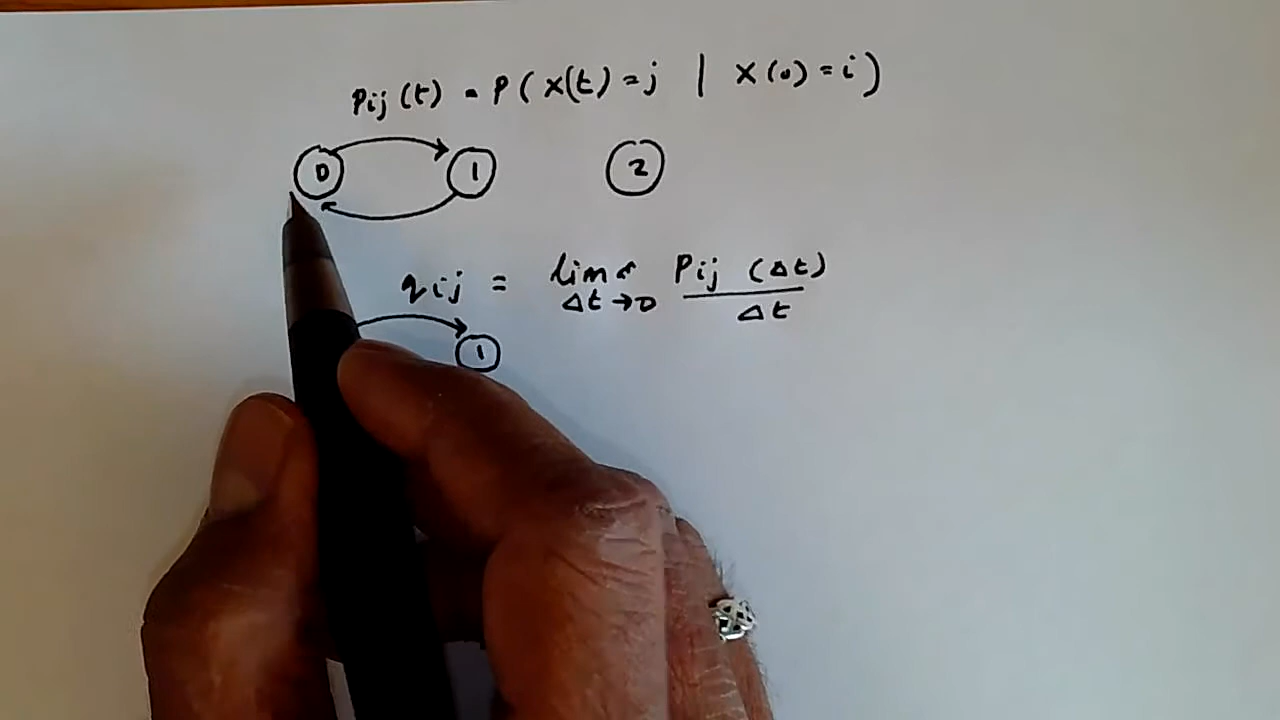 Pij (t) = P( X(t) = j | X(0) = i )
0 1 2
qij = lim Pij (Δt)
Δt → 0 Δt
1